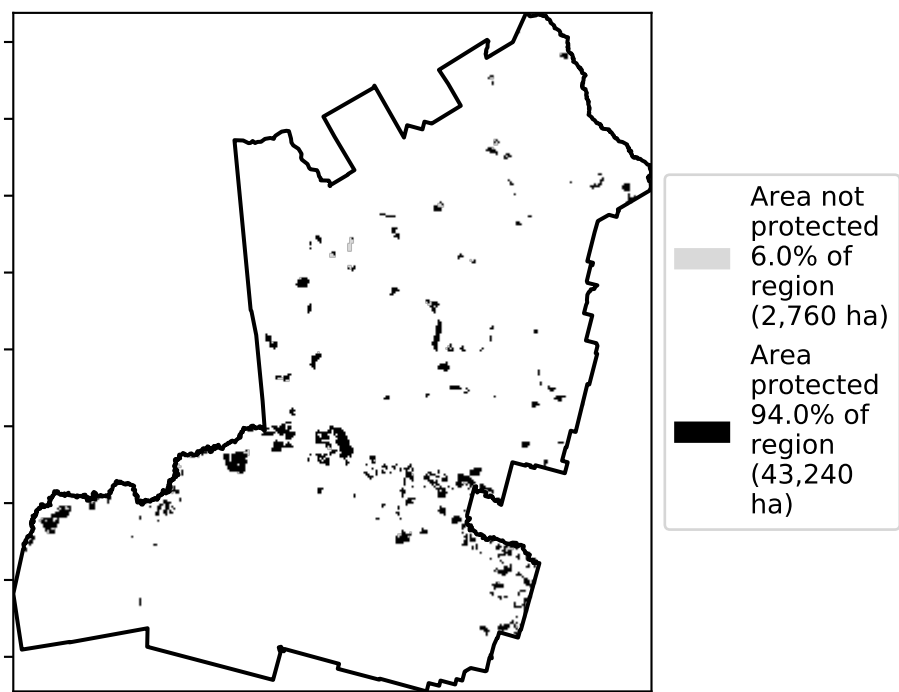 Area not
protected
6.0% of
region
(2,760 ha)
Area
protected
94.0% of
region
(43,240
ha)